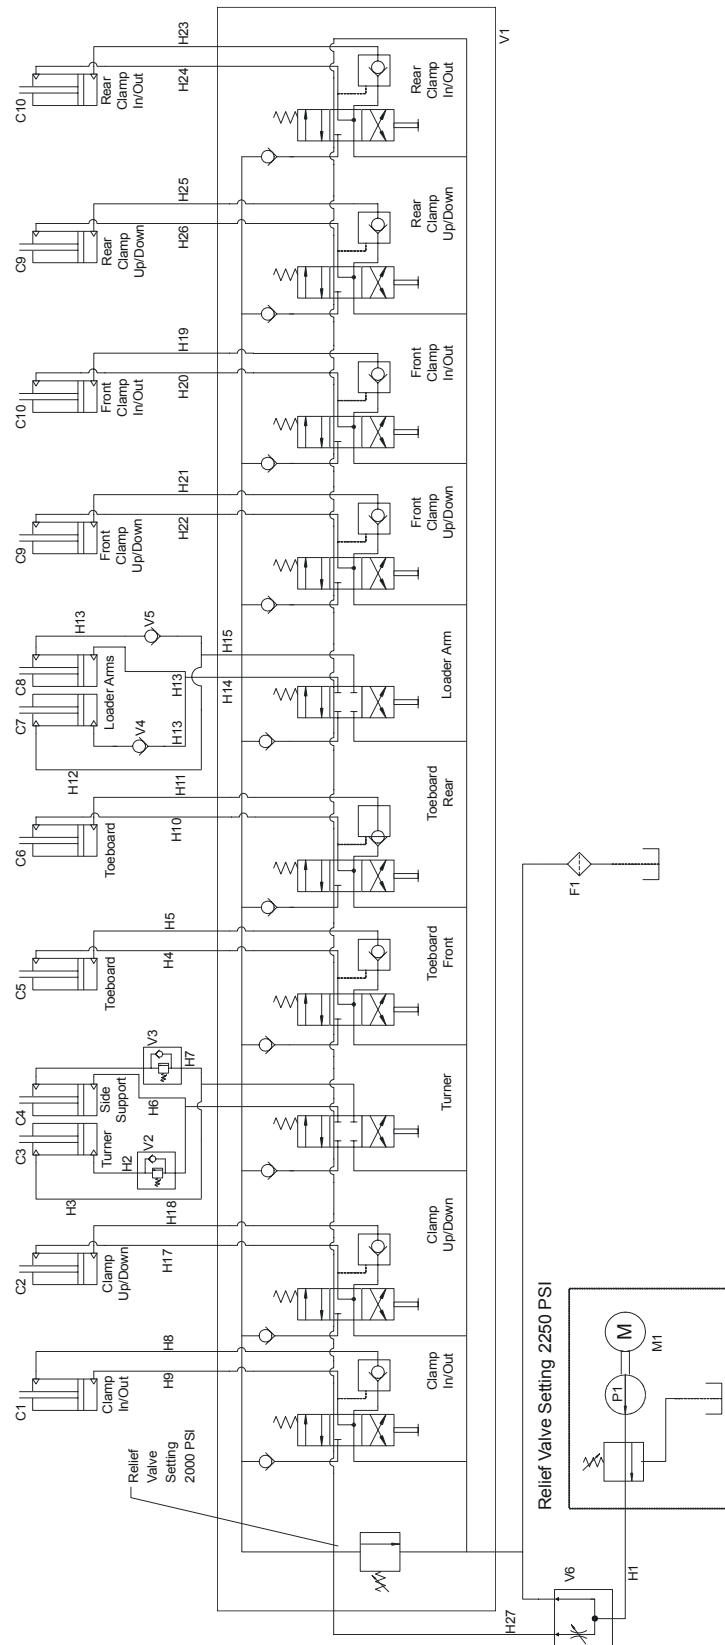 H23
H24
V1
C10
Rear
Clamp
In/Out
Rear
Clamp
In/Out
H25
H26
C9
Rear
Clamp
Up/Down
Rear
Clamp
Up/Down
H19
H20
C10
Front
Clamp
In/Out
Front
Clamp
In/Out
H21
H22
C9
Front
Clamp
Up/Down
Front
Clamp
Up/Down
H13
V5
H15
C8
C7
Loader Arms
H13
H14
V4
H13
H12
H11
Loader Arm
H10
C6
Toeboard
Toeboard
Rear
F1
H5
H4
C5
Toeboard
Toeboard
Front
V3
H7
C4
C3
Side
Support
H6
Turner
V2
H2
H3
H18
Turner
H17
C2
Clamp
Up/Down
Clamp
Up/Down
H8
H9
C1
Clamp
In/Out
Clamp
In/Out
Relief
Valve
Setting
2000 PSI
Relief Valve Setting 2250 PSI
M
M1
P1
H1
V6
H27